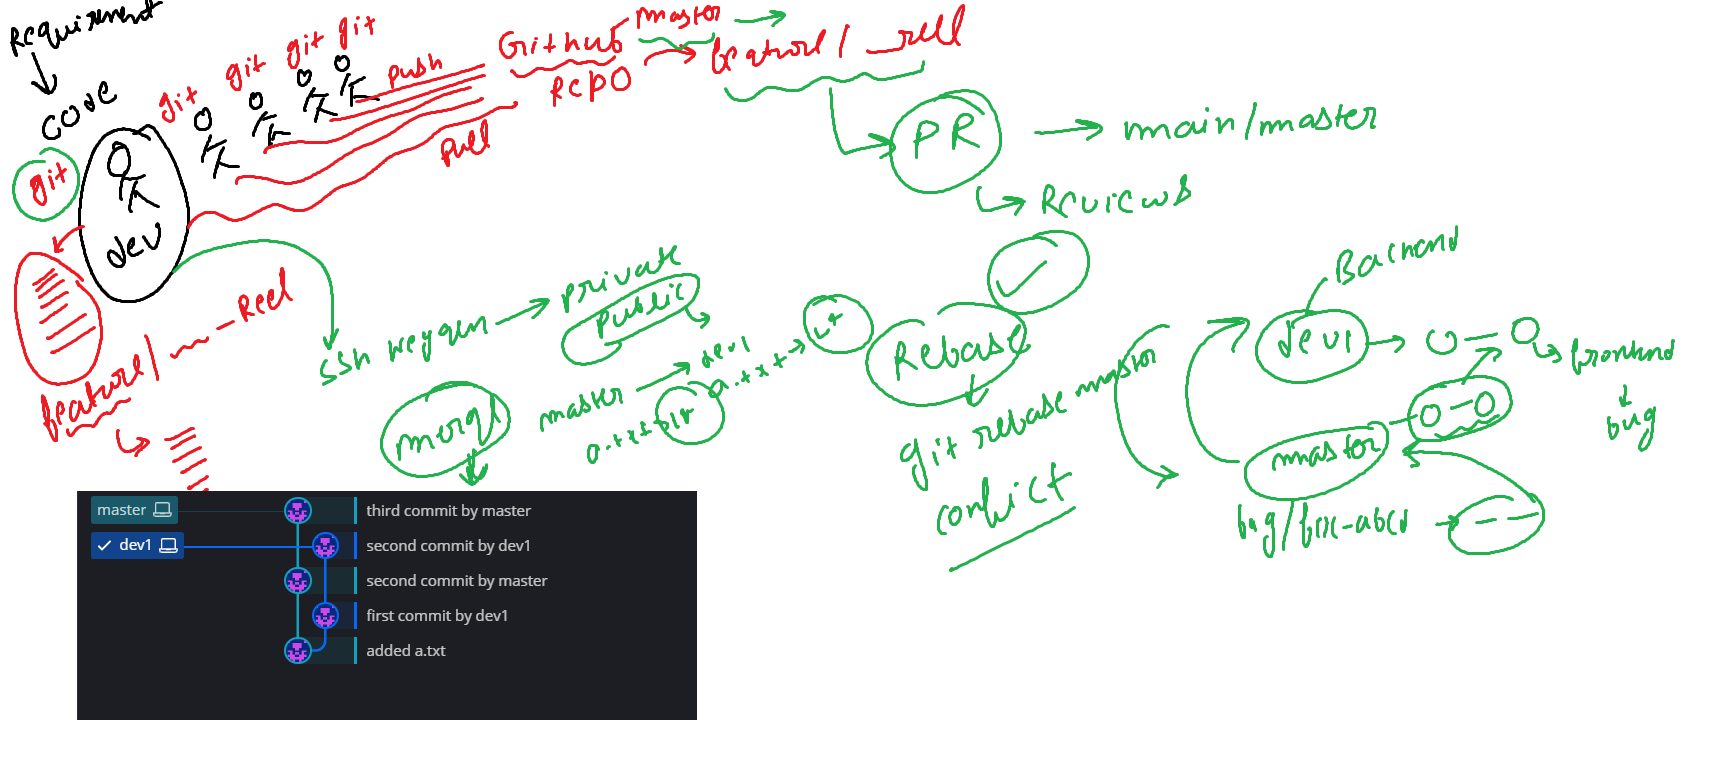 Requirement
code
git
git
git
git
git
dev
push
pull
Github
Repo
master
feature/
PR
main/master
Reviews
feature/
Reel
ssh keygen
private
public
merge
master
dev1
a.txt
a.txt
Rebase
git rebase master
conflict
Backend
dev1
frontend
bug
master
bug/fix-abcd
master
third commit by master
dev1
second commit by dev1
second commit by master
first commit by dev1
added a.txt